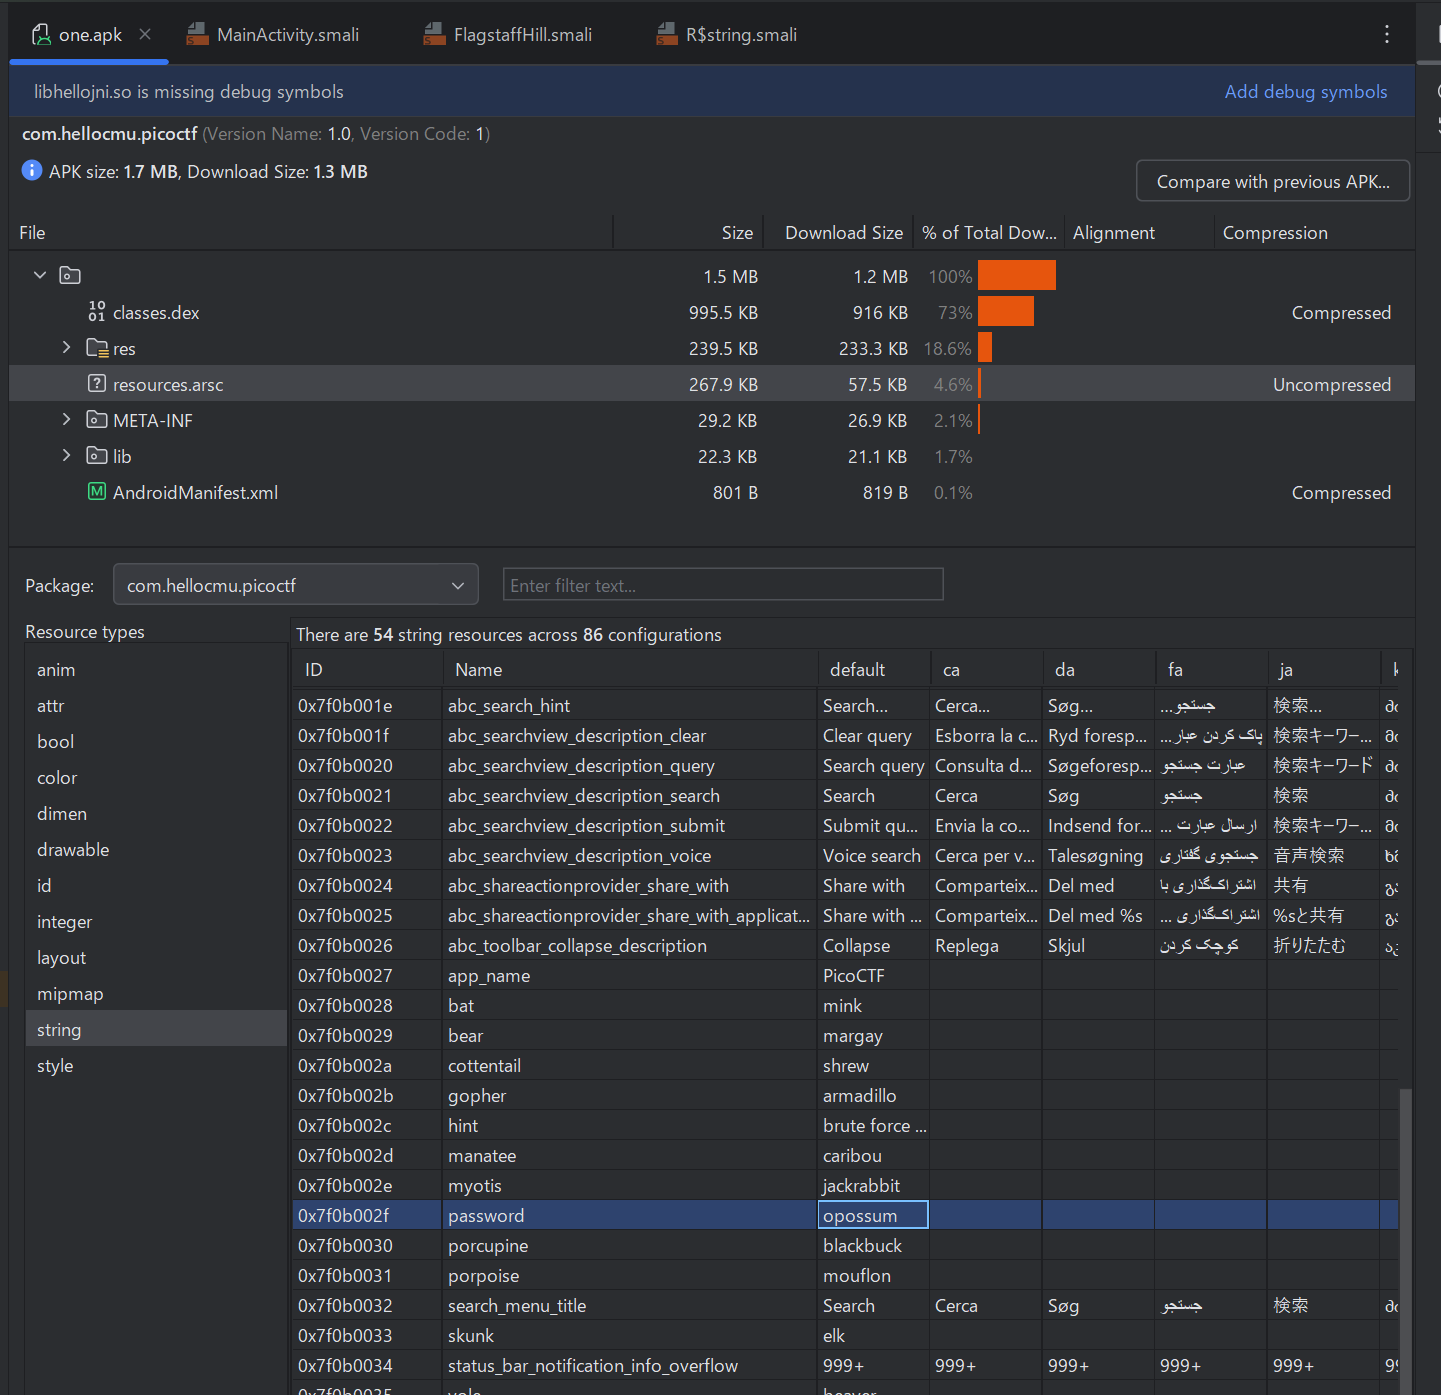 one.apk MainActivity.smali FlagstaffHill.smali R$string.smali
libhellojni.so is missing debug symbols Add debug symbols
com.hellocmu.picoctf (Version Name: 1.0, Version Code: 1)
APK size: 1.7 MB, Download Size: 1.3 MB
Compare with previous APK...
File Size Download Size % of Total Dow... Alignment Compression
1.5 MB 1.2 MB 100%
classes.dex 995.5 KB 916 KB 73% Compressed
res 239.5 KB 233.3 KB 18.6%
resources.arsc 267.9 KB 57.5 KB 4.6% Uncompressed
META-INF 29.2 KB 26.9 KB 2.1%
lib 22.3 KB 21.1 KB 1.7%
AndroidManifest.xml 801 B 819 B 0.1% Compressed
Package: com.hellocmu.picoctf Enter filter text...
Resource types
anim
attr
bool
color
dimen
drawable
id
integer
layout
mipmap
string
style
There are 54 string resources across 86 configurations
ID Name default ca da fa ja
0x7f0b001e abc_search_hint Search... Cerca... Søg... جستجو... 検索...
0x7f0b001f abc_searchview_description_clear Clear query Esborra la c... Ryd foresp... پاک کردن عبار... 検索キーワー...
0x7f0b0020 abc_searchview_description_query Search query Consulta d... Søgeforesp... عبارت جستجو 検索キーワード
0x7f0b0021 abc_searchview_description_search Search Cerca Søg جستجو 検索
0x7f0b0022 abc_searchview_description_submit Submit qu... Envia la co... Indsend for... ارسال عبارت ... 検索キーワー...
0x7f0b0023 abc_searchview_description_voice Voice search Cerca per v... Talesøgning جستجوی گفتاری 音声検索
0x7f0b0024 abc_shareactionprovider_share_with Share with Comparteix... Del med اشتراک‌گذاری با 共有
0x7f0b0025 abc_shareactionprovider_share_with_applicat... Share with ... Comparteix... Del med %s اشتراک‌گذاری ... %sと共有
0x7f0b0026 abc_toolbar_collapse_description Collapse Replega Skjul کوچک کردن 折りたたむ
0x7f0b0027 app_name PicoCTF
0x7f0b0028 bat mink
0x7f0b0029 bear margay
0x7f0b002a cottentail shrew
0x7f0b002b gopher armadillo
0x7f0b002c hint brute force ...
0x7f0b002d manatee caribou
0x7f0b002e myotis jackrabbit
0x7f0b002f password opossum
0x7f0b0030 porcupine blackbuck
0x7f0b0031 porpoise mouflon
0x7f0b0032 search_menu_title Search Cerca Søg جستجو 検索
0x7f0b0033 skunk elk
0x7f0b0034 status_bar_notification_info_overflow 999+ 999+ 999+ 999+ 999+